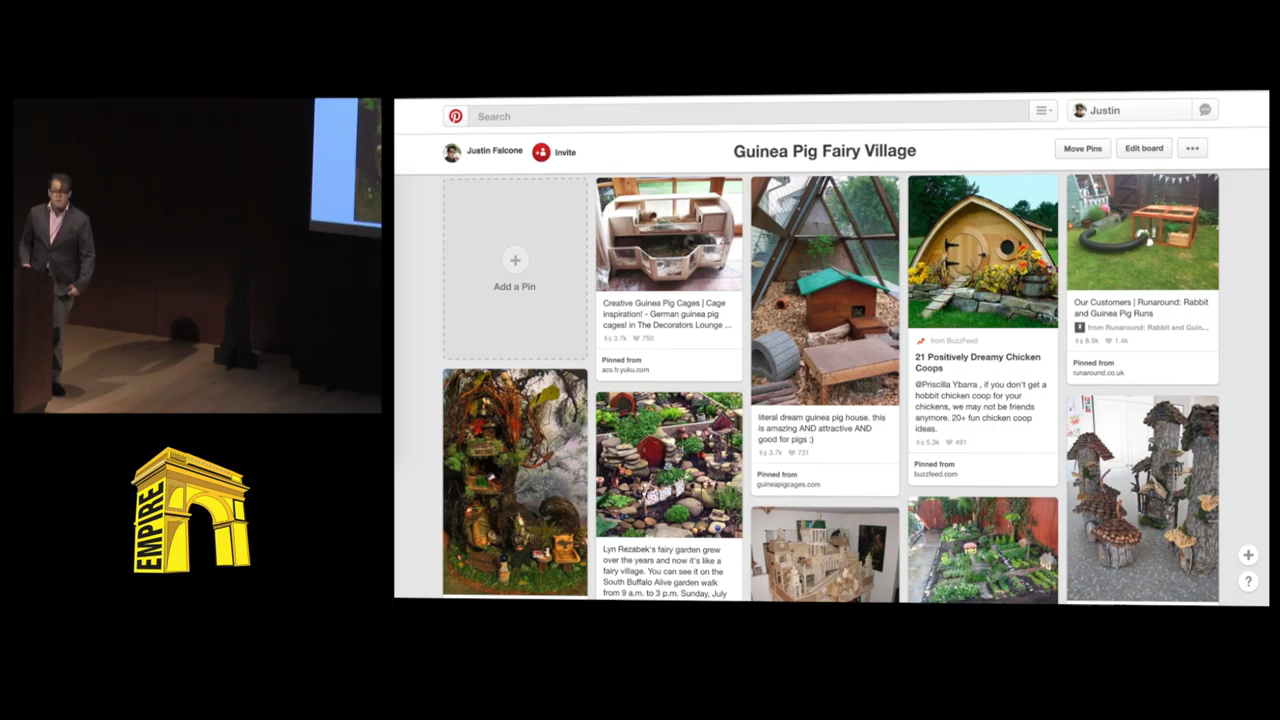 Search
Justin
Justin Falcone
Invite
Guinea Pig Fairy Village
Move Pins
Edit board
Add a Pin
Creative Guinea Pig Cages | Cage
inspiration! - German guinea pig
cages! in The Decorators Lounge ...
3.7k 750
Pinned from
acs.fr.yuku.com
Lyn Rezabek's fairy garden grew
over the years and now it's like a
fairy village. You can see it on the
South Buffalo Alive garden walk
from 9 a.m. to 3 p.m. Sunday, July
literal dream guinea pig house. this
is amazing AND attractive AND
good for pigs :)
3.7k 731
Pinned from
guineapigcages.com
from BuzzFeed
21 Positively Dreamy Chicken
Coops
@Priscilla Ybarra , if you don't get a
hobbit chicken coop for your
chickens, we may not be friends
anymore. 20+ fun chicken coop
ideas.
5.3k 491
Pinned from
buzzfeed.com
Our Customers | Runaround: Rabbit
and Guinea Pig Runs
from Runaround: Rabbit and Guin...
8.9k 1.4k
Pinned from
runaround.co.uk
EMPIRE